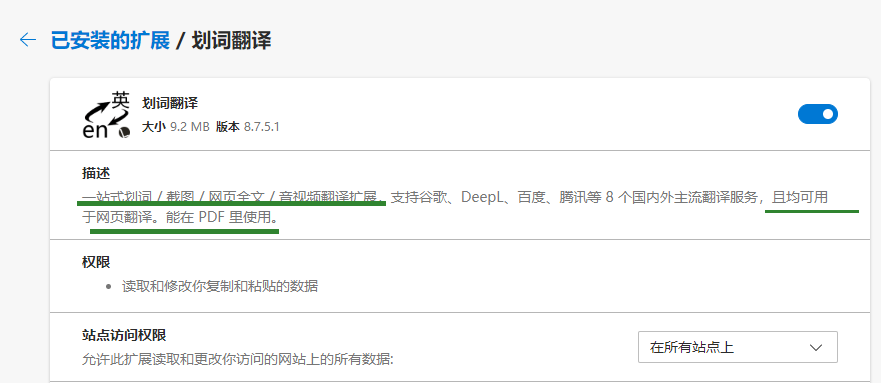 已安装的扩展 / 划词翻译
英
en
划词翻译
大小 9.2 MB 版本 8.7.5.1
描述
一站式划词 / 截图 / 网页全文 / 音视频翻译扩展，支持谷歌、DeepL、百度、腾讯等 8 个国内外主流翻译服务，且均可用
于网页翻译。能在 PDF 里使用。
权限
• 读取和修改你复制和粘贴的数据
站点访问权限
允许此扩展读取和更改你访问的网站上的所有数据:
在所有站点上